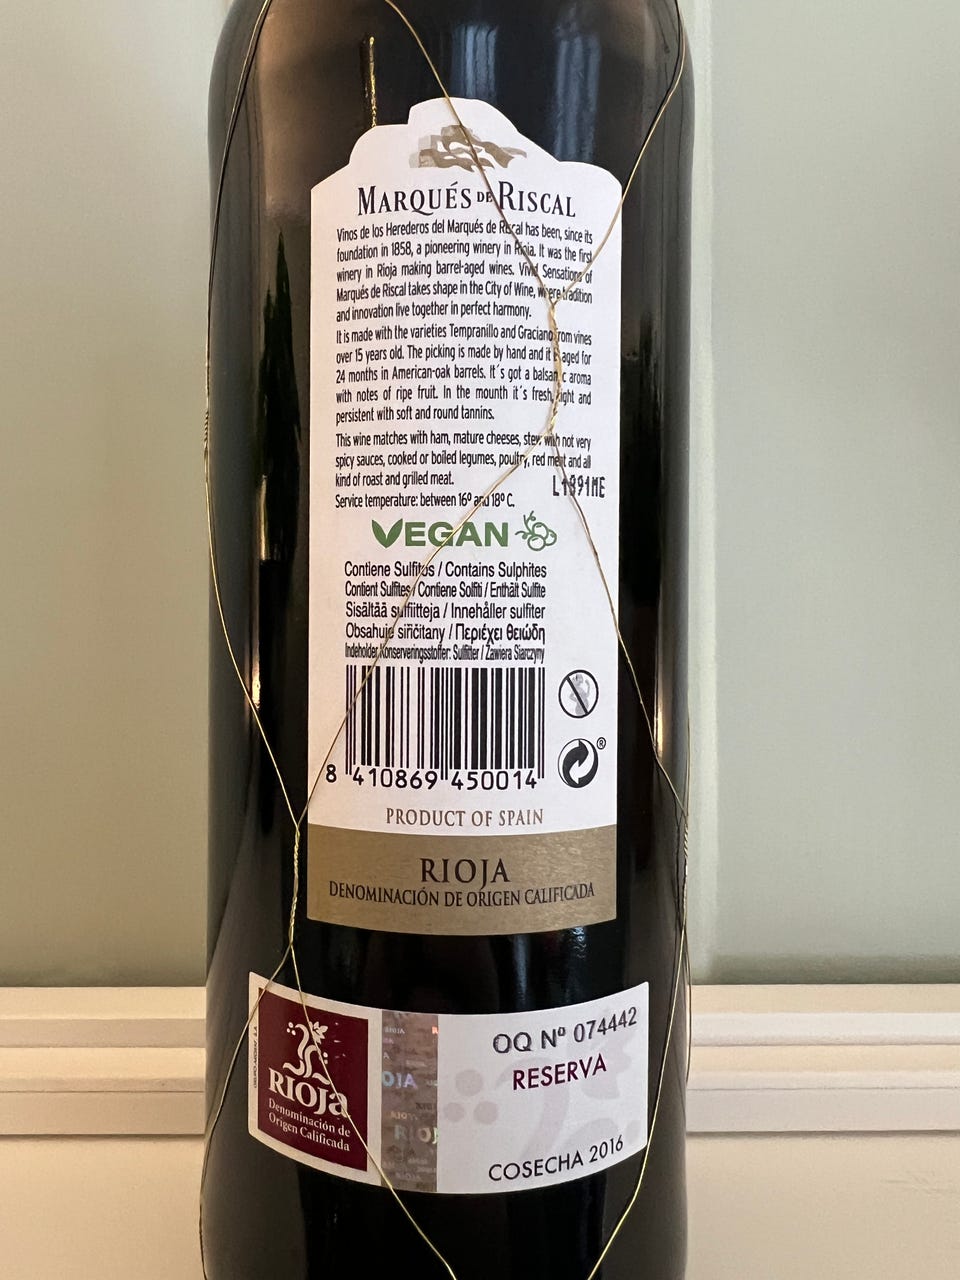 MARQUÉS DE RISCAL
Vinos de los Herederos del Marqués de Riscal has been, since its
foundation in 1858, a pioneering winery in Rioja. It was the first
winery in Rioja making barrel-aged wines. Vivid Sensations of
Marqués de Riscal takes shape in the City of Wine, where tradition
and innovation live together in perfect harmony.
It is made with the varieties Tempranillo and Graciano from vines
over 15 years old. The picking is made by hand and it is aged for
24 months in American-oak barrels. It´s got a balsamic aroma
with notes of ripe fruit. In the mounth it´s fresh, light and
persistent with soft and round tannins.
This wine matches with ham, mature cheeses, stew with not very
spicy sauces, cooked or boiled legumes, poultry, red meat and all
kind of roast and grilled meat.
L1991ME
Service temperature: between 16º and 18º C.
VEGAN
Contiene Sulfitos / Contains Sulphites
Contient Sulfites / Contiene Solfiti / Enthält Sulfite
Sisältää sulfiitteja / Innehåller sulfiter
Obsahuje siřičitany / Περιέχει θειώδη
Indeholder Konserveringsstoffer: Sulfitter / Zawiera Siarczyny
8 410869 450014
®
PRODUCT OF SPAIN
RIOJA
DENOMINACIÓN DE ORIGEN CALIFICADA
OQ Nº 074442
RESERVA
COSECHA 2016
RIOJa
Denominación de
Origen Calificada